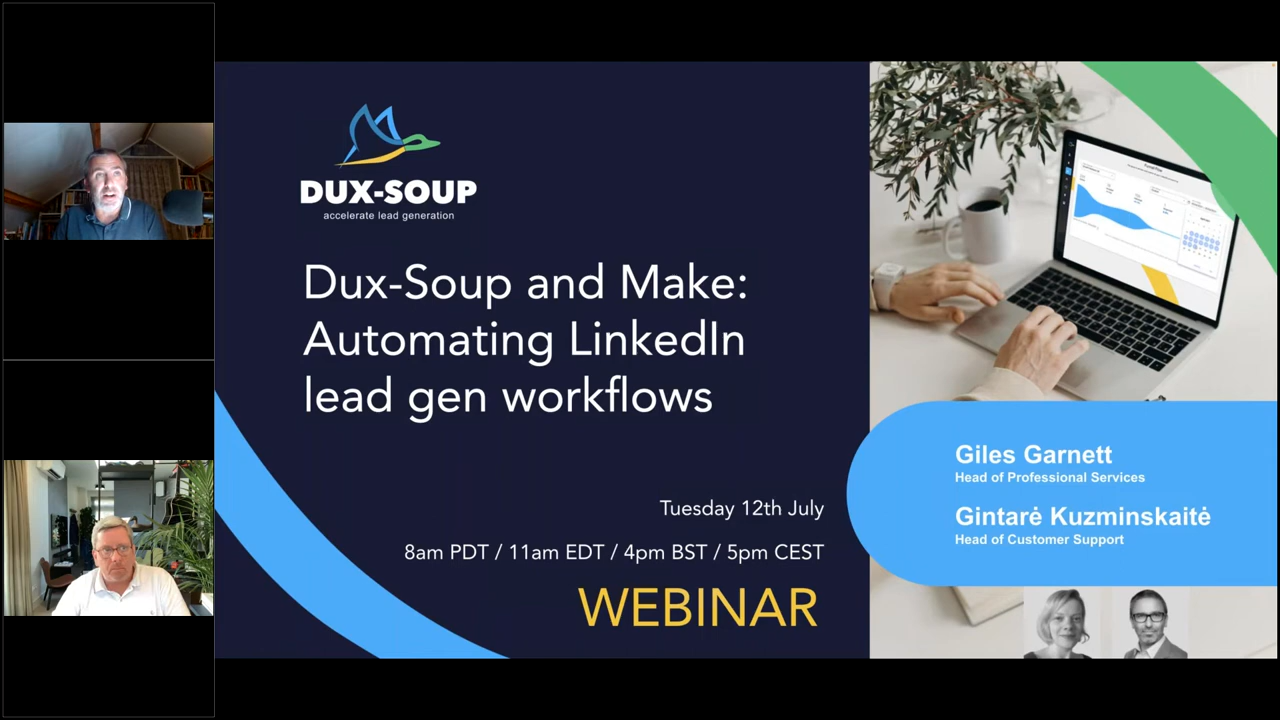 DUX-SOUP
accelerate lead generation
Dux-Soup and Make:
Automating LinkedIn
lead gen workflows
Tuesday 12th July
8am PDT / 11am EDT / 4pm BST / 5pm CEST
WEBINAR
Giles Garnett
Head of Professional Services
Gintarė Kuzminskaitė
Head of Customer Support